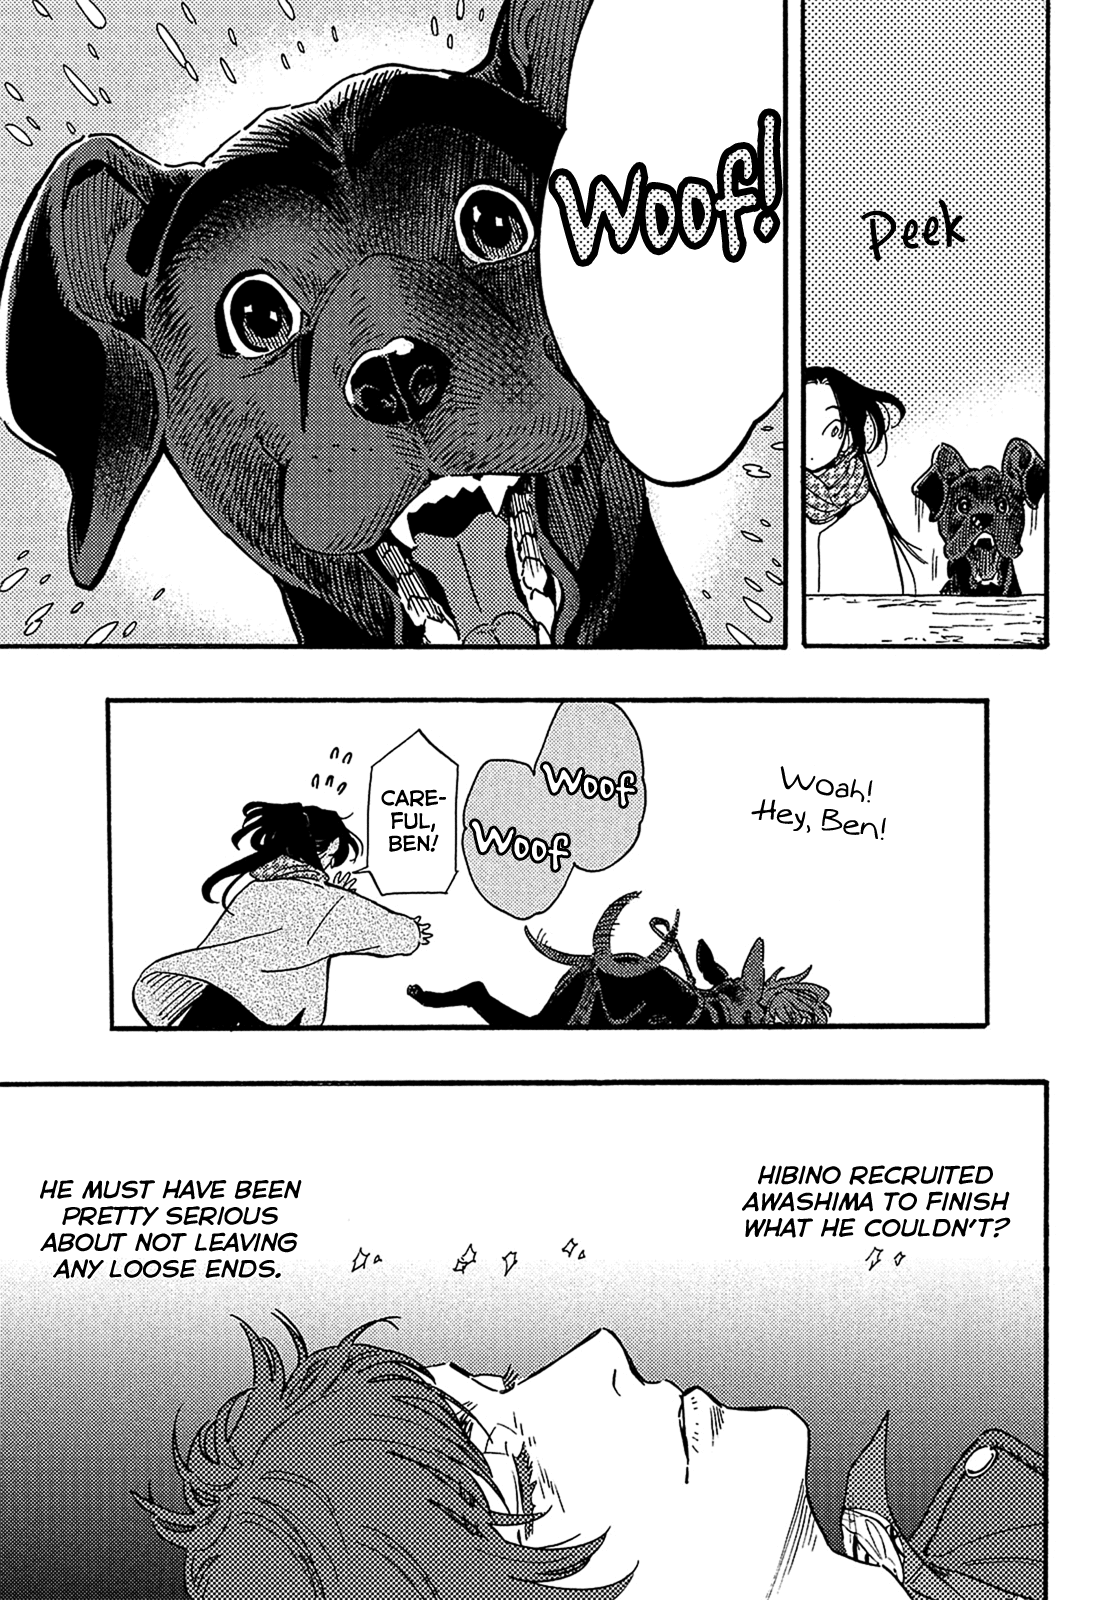 Peek
Woof!
Woah!
Hey, Ben!
Woof
Woof
CARE-
FUL,
BEN!
HIBINO RECRUITED
AWASHIMA TO FINISH
WHAT HE COULDN'T?
HE MUST HAVE BEEN
PRETTY SERIOUS
ABOUT NOT LEAVING
ANY LOOSE ENDS.